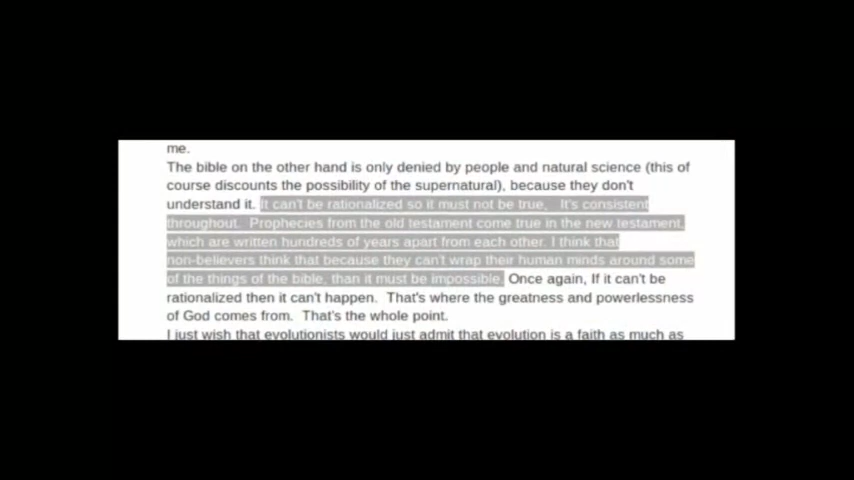 me.
The bible on the other hand is only denied by people and natural science (this of
course discounts the possibility of the supernatural), because they don't
understand it. It can't be rationalized so it must not be true,   It's consistent
throughout.  Prophecies from the old testament come true in the new testament,
which are written hundreds of years apart from each other. I think that
non-believers think that because they can't wrap their human minds around some
of the things of the bible, than it must be impossible. Once again, If it can't be
rationalized then it can't happen.  That's where the greatness and powerlessness
of God comes from.  That's the whole point.
I just wish that evolutionists would just admit that evolution is a faith as much as